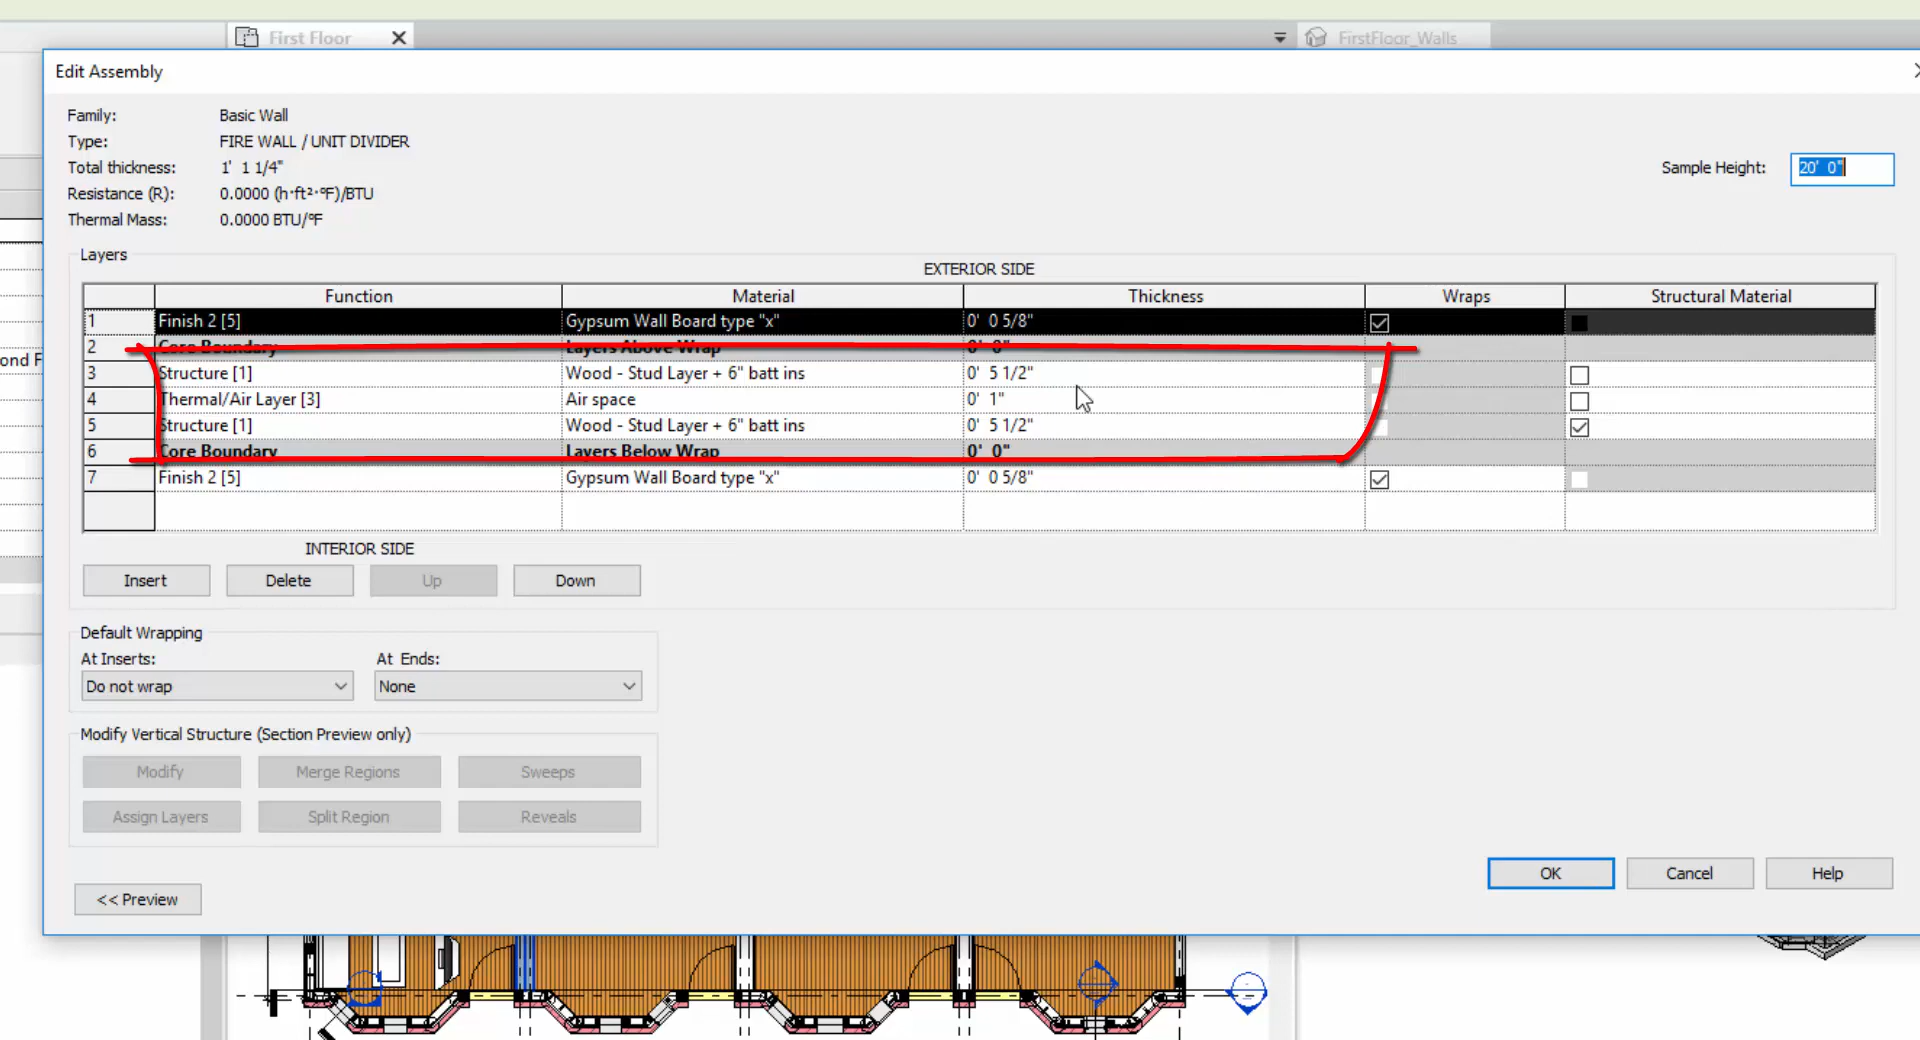 First Floor
FirstFloor_Walls
Edit Assembly
Family: Basic Wall
Type: FIRE WALL / UNIT DIVIDER
Total thickness: 1' 1 1/4"
Resistance (R): 0.0000 (h·ft²·°F)/BTU
Thermal Mass: 0.0000 BTU/°F
Sample Height: 20' 0"
Layers
EXTERIOR SIDE
Function Material Thickness Wraps Structural Material
1 Finish 2 [5] Gypsum Wall Board type "x" 0' 0 5/8"
2 Core Boundary Layers Above Wrap 0' 0"
ond F
3 Structure [1] Wood - Stud Layer + 6" batt ins 0' 5 1/2"
4 Thermal/Air Layer [3] Air space 0' 1"
5 Structure [1] Wood - Stud Layer + 6" batt ins 0' 5 1/2"
6 Core Boundary Layers Below Wrap 0' 0"
7 Finish 2 [5] Gypsum Wall Board type "x" 0' 0 5/8"
INTERIOR SIDE
Insert Delete Up Down
Default Wrapping
At Inserts: At Ends:
Do not wrap None
Modify Vertical Structure (Section Preview only)
Modify Merge Regions Sweeps
Assign Layers Split Region Reveals
OK Cancel Help
<< Preview